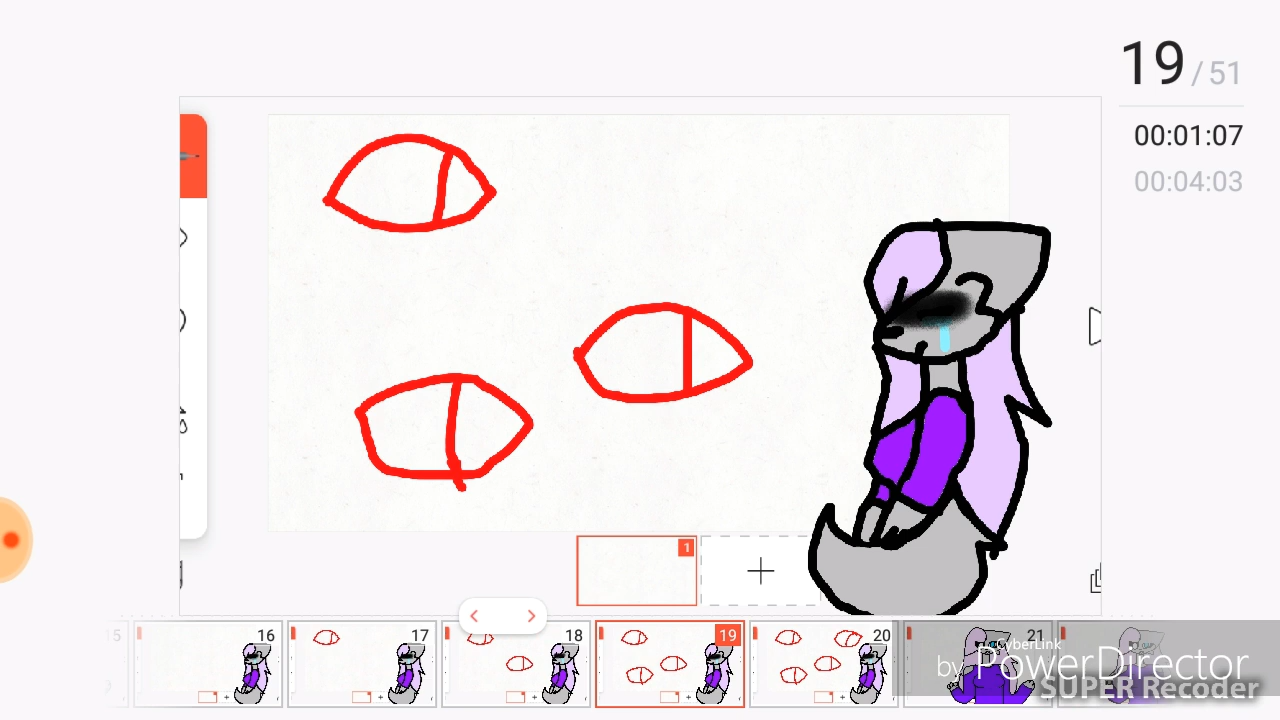 19/51
00:01:07
00:04:03
1
+
15 16 17 18 19 20 21
CyberLink
by PowerDirector
SUPER Recoder